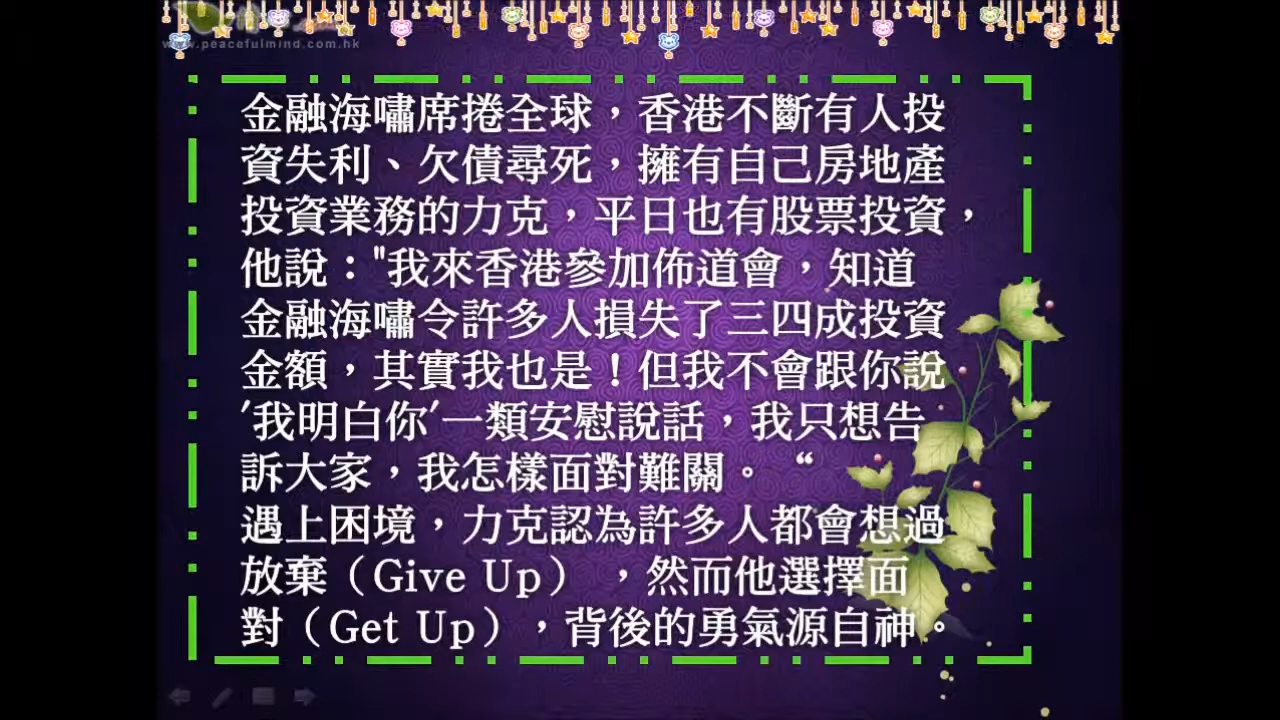 www.peacefulmind.com.hk
金融海嘯席捲全球，香港不斷有人投
資失利、欠債尋死，擁有自己房地產
投資業務的力克，平日也有股票投資，
他說："我來香港參加佈道會，知道
金融海嘯令許多人損失了三四成投資
金額，其實我也是！但我不會跟你說
'我明白你'一類安慰說話，我只想告
訴大家，我怎樣面對難關。“
遇上困境，力克認為許多人都會想過
放棄（Give Up），然而他選擇面
對（Get Up），背後的勇氣源自神。